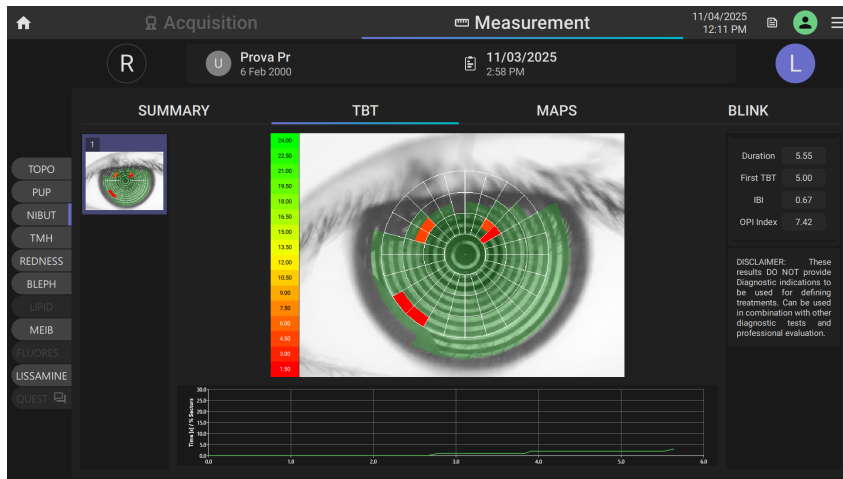 Acquisition
Measurement
11/04/2025
12:11 PM
R
U
Prova Pr
6 Feb 2000
11/03/2025
2:58 PM
L
SUMMARY
TBT
MAPS
BLINK
TOPO
PUP
NIBUT
TMH
REDNESS
BLEPH
LIPID
MEIB
FLUORES...
LISSAMINE
QUEST
1
24.00
22.50
21.00
19.50
18.00
16.50
15.00
13.50
12.00
10.50
9.00
7.50
6.00
4.50
3.00
1.50
Duration 5.55
First TBT 5.00
IBI 0.67
OPI Index 7.42
DISCLAIMER: These
results DO NOT provide
Diagnostic indications to
be used for defining
treatments. Can be used
in combination with other
diagnostic tests and
professional evaluation.
Time [s] / % Sectors
30.0
25.0
20.0
15.0
10.0
5.0
0.0
0.0 1.0 2.0 3.0 4.0 5.0 6.0